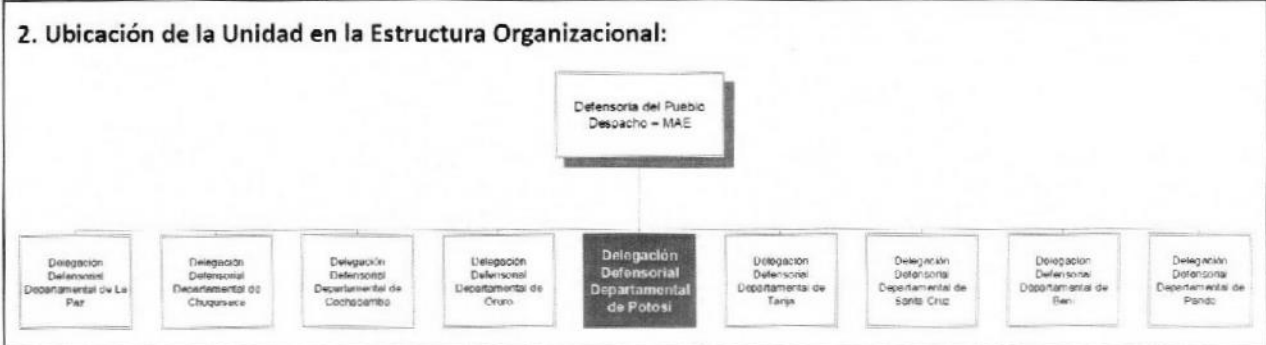 2. Ubicación de la Unidad en la Estructura Organizacional:
Defensoria del Pueblo
Despacho – MAE
Delegación
Defensorial
Departamental de La
Paz
Delegación
Defensorial
Departamental de
Chuquisaca
Delegación
Defensorial
Departamental de
Cochabamba
Delegación
Defensorial
Departamental de
Oruro
Delegación
Defensorial
Departamental
de Potosí
Delegación
Defensorial
Departamental de
Tarija
Delegación
Defensorial
Departamental de
Santa Cruz
Delegación
Defensorial
Departamental de
Beni
Delegación
Defensorial
Departamental de
Pando